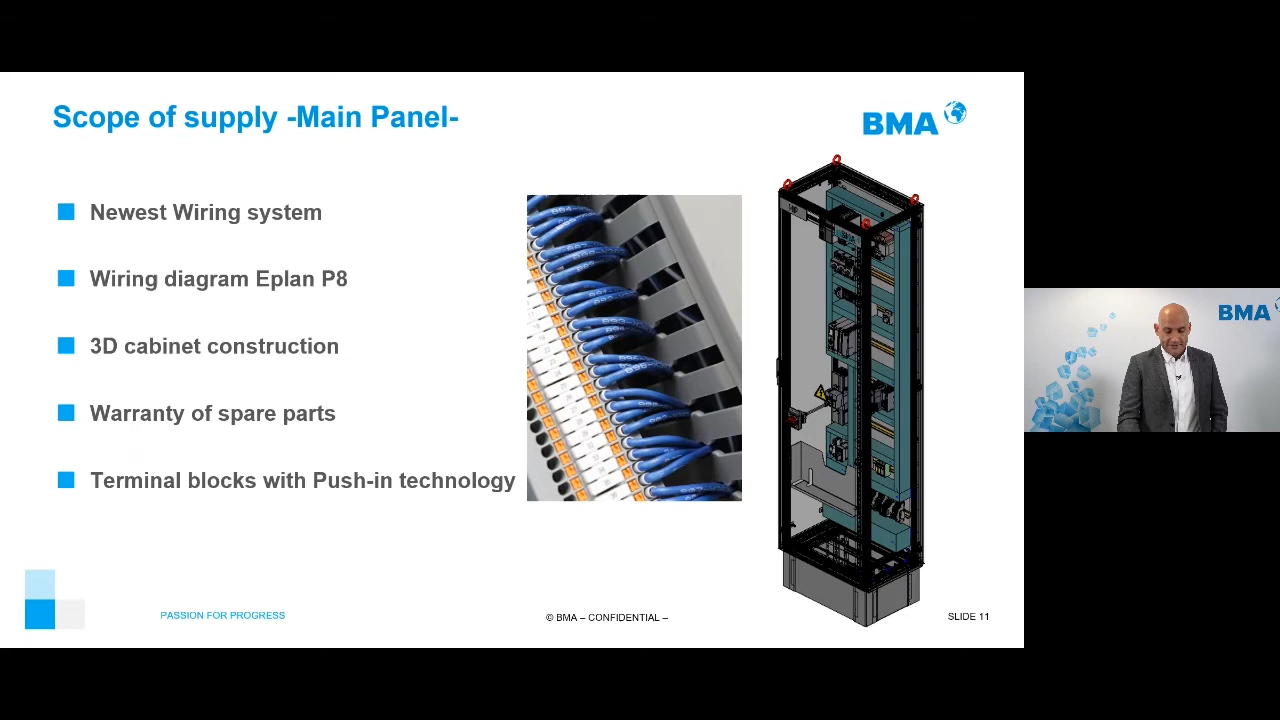 Scope of supply -Main Panel-
BMA
Newest Wiring system
Wiring diagram Eplan P8
3D cabinet construction
Warranty of spare parts
Terminal blocks with Push-in technology
PASSION FOR PROGRESS
© BMA – CONFIDENTIAL –
SLIDE 11
BMA